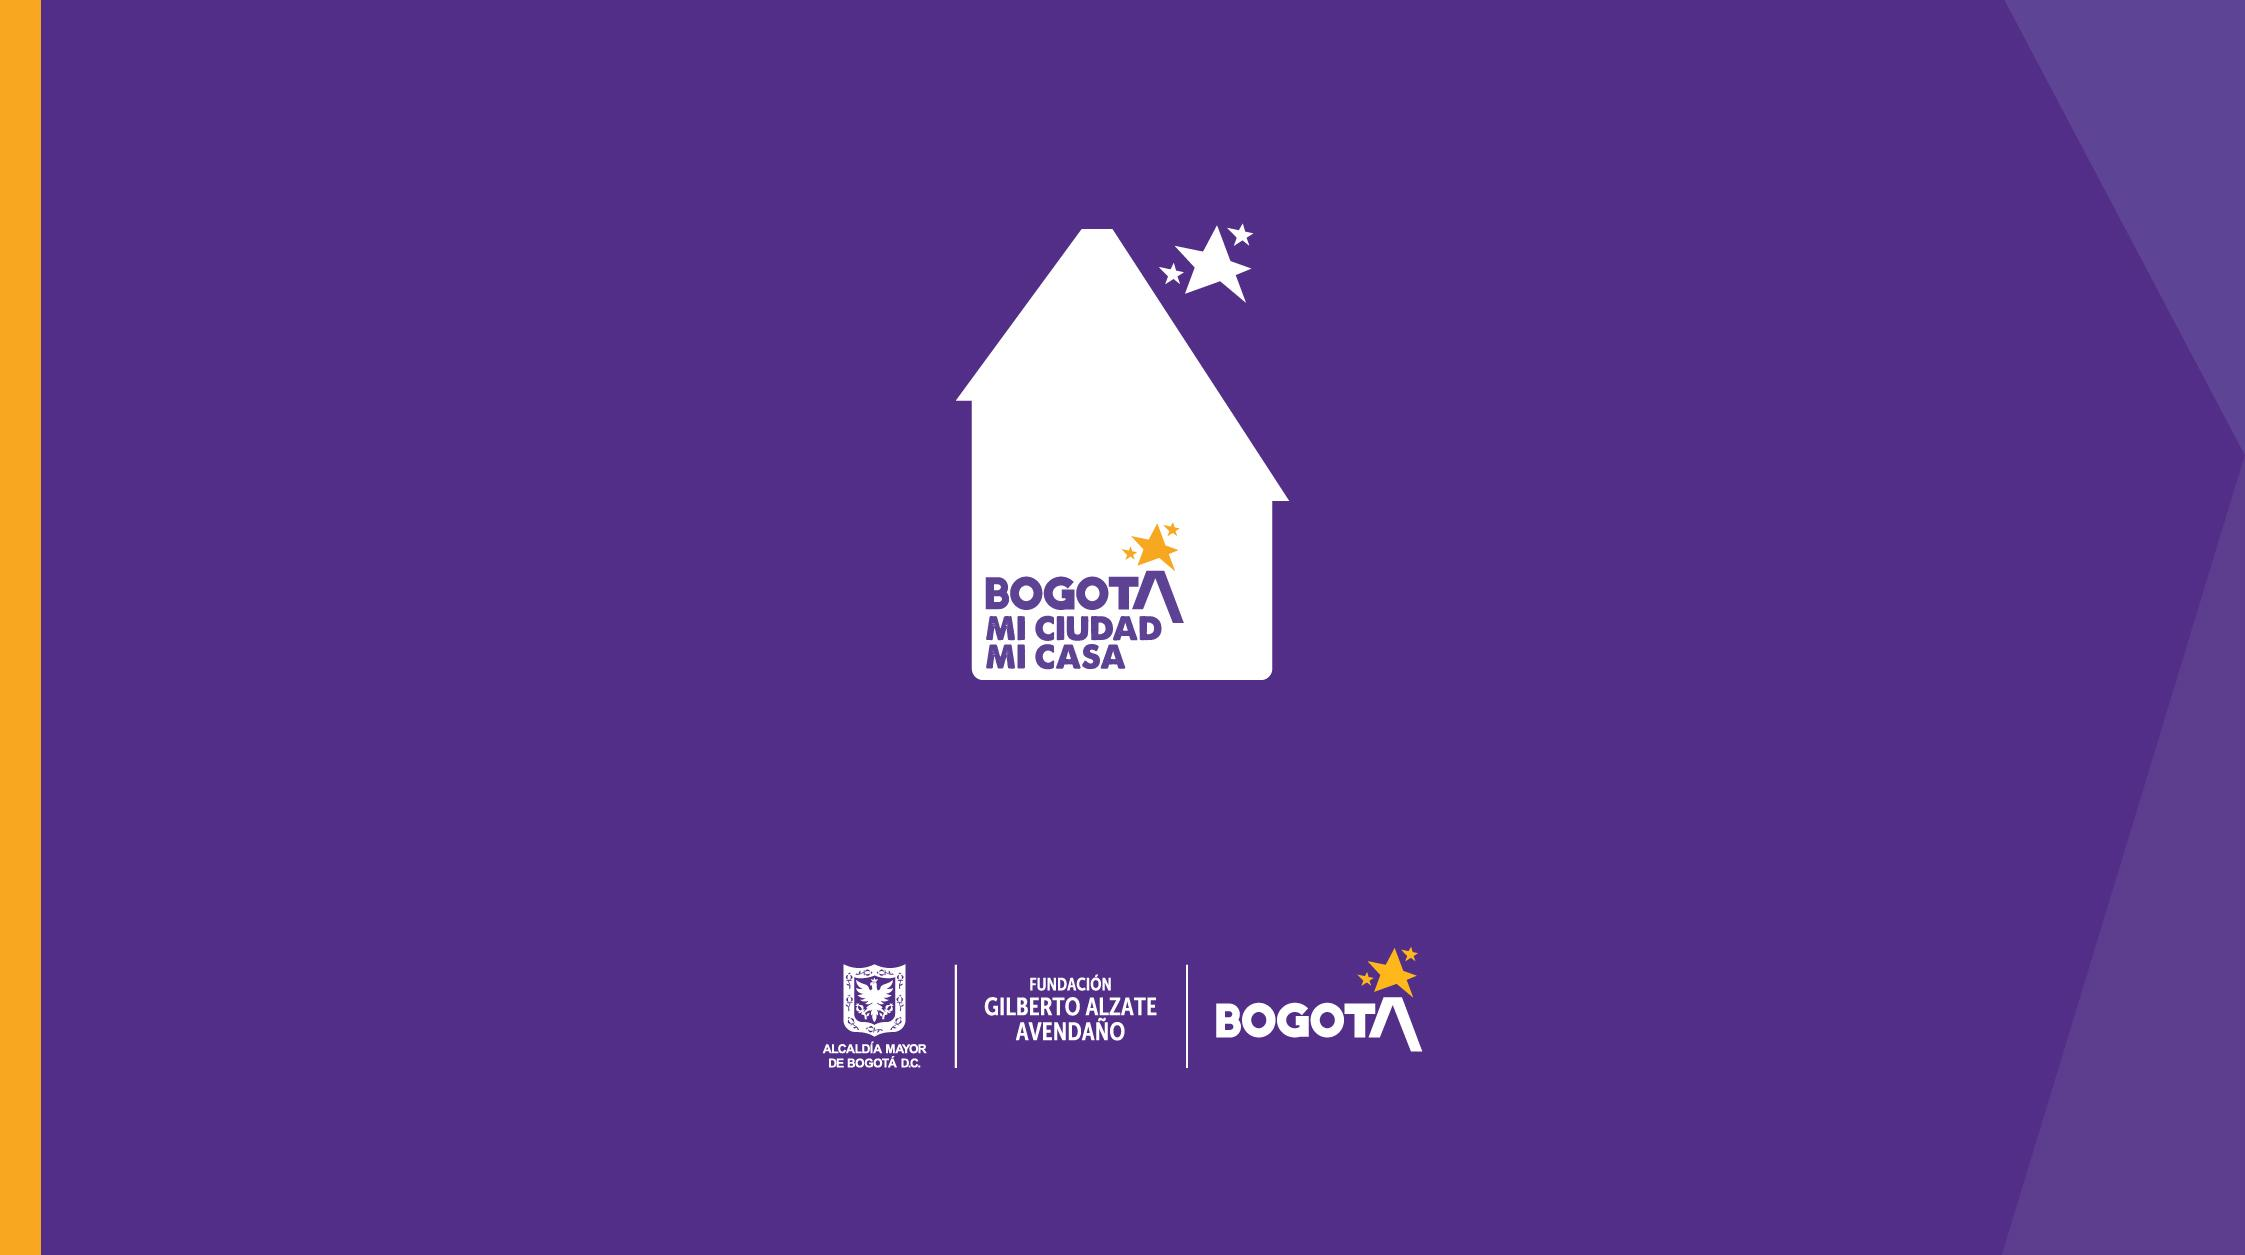 BOGOTÁ
MI CIUDAD
MI CASA
ALCALDÍA MAYOR
DE BOGOTÁ D.C.
FUNDACIÓN
GILBERTO ALZATE
AVENDAÑO
BOGOTÁ